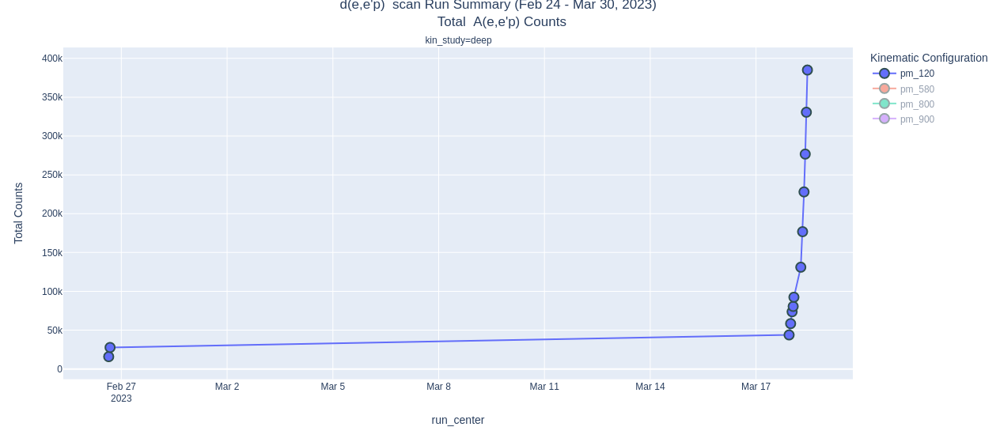 d(e,e'p)  scan Run Summary (Feb 24 - Mar 30, 2023)
Total  A(e,e'p) Counts
kin_study=deep
Kinematic Configuration
pm_120
pm_580
pm_800
pm_900
Total Counts
400k
350k
300k
250k
200k
150k
100k
50k
0
Feb 27
2023
Mar 2
Mar 5
Mar 8
Mar 11
Mar 14
Mar 17
run_center